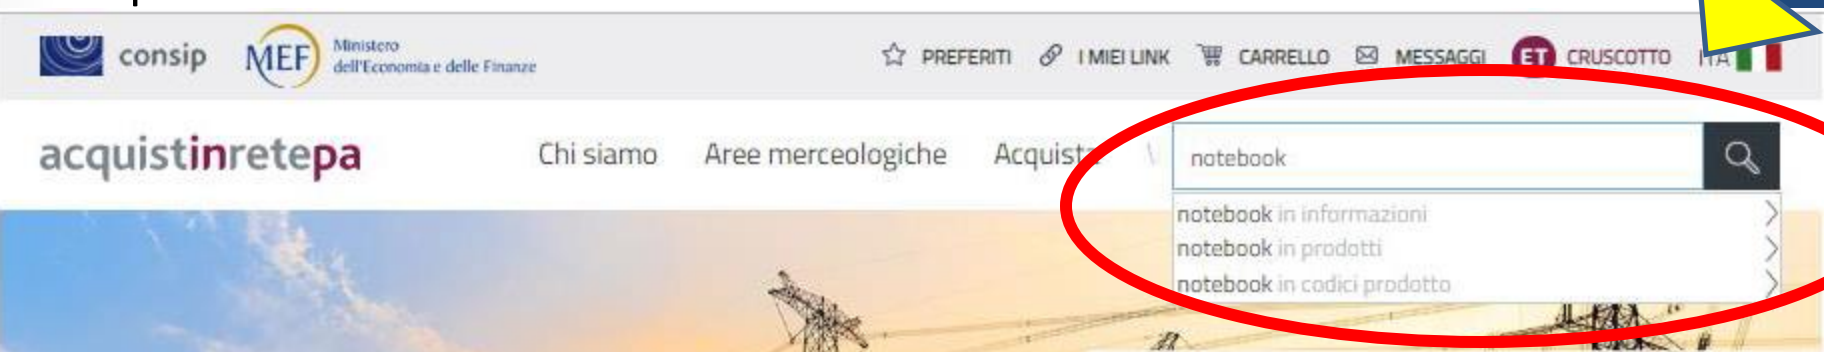 consip MEF Ministero
dell'Economia e delle Finanze
PREFERITI I MIEI LINK CARRELLO MESSAGGI ET CRUSCOTTO ITA
acquistinretepa Chi siamo Aree merceologiche Acquista notebook
notebook in informazioni
notebook in prodotti
notebook in codici prodotto